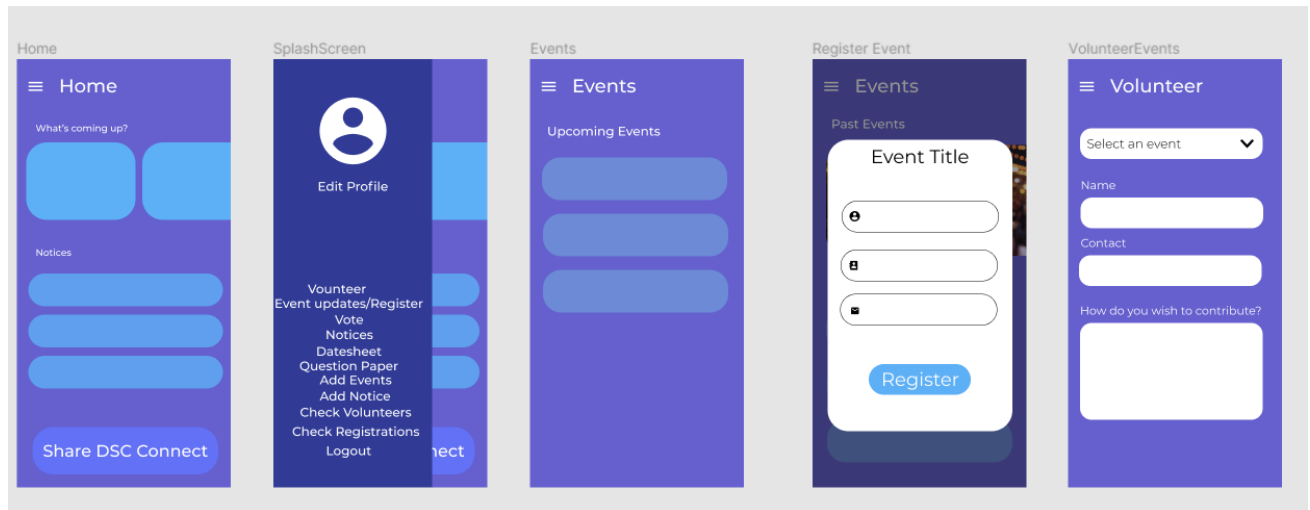 Home
SplashScreen
Events
Register Event
VolunteerEvents
Home
What's coming up?
Notices
Share DSC Connect
Edit Profile
Vounteer
Event updates/Register
Vote
Notices
Datesheet
Question Paper
Add Events
Add Notice
Check Volunteers
Check Registrations
Logout
nect
Events
Upcoming Events
Events
Past Events
Event Title
Register
Volunteer
Select an event
Name
Contact
How do you wish to contribute?